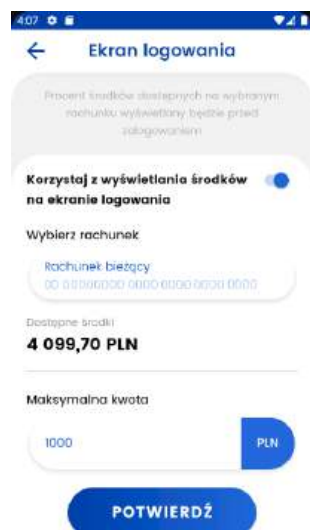 4:07
Ekran logowania
Procent środków dostępnych na wybranym
rachunku wyświetlany będzie przed
zalogowaniem
Korzystaj z wyświetlania środków
na ekranie logowania
Wybierz rachunek
Rachunek bieżący
00 00000000 0000 0000 0000 0000
Dostępne środki
4 099,70 PLN
Maksymalna kwota
1000
PLN
POTWIERDŹ